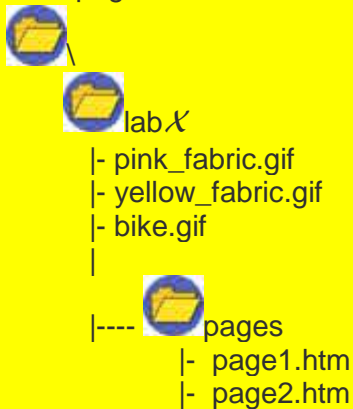 \
lab𝒳
|- pink_fabric.gif
|- yellow_fabric.gif
|- bike.gif
|
|---- pages
|- page1.htm
|- page2.htm